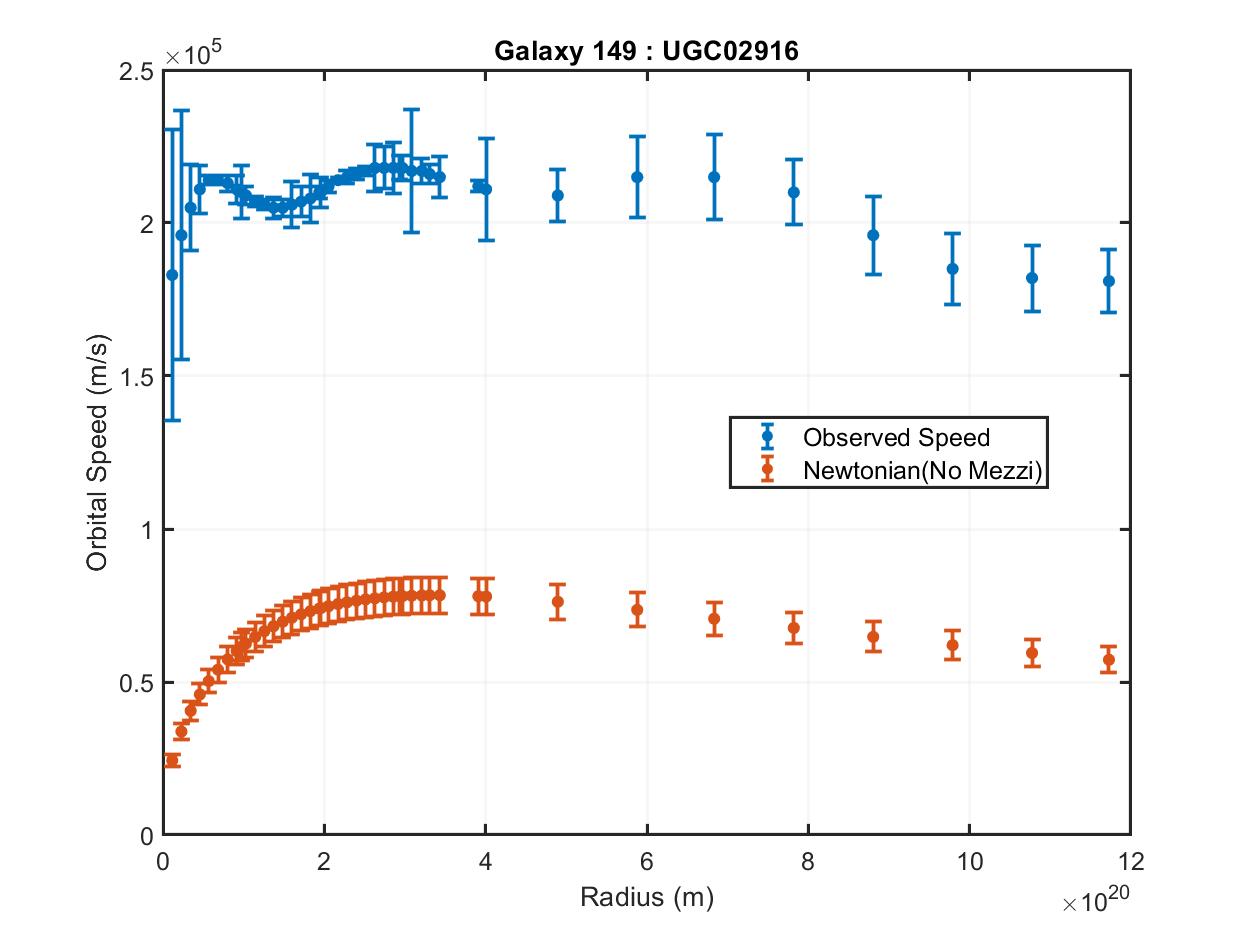 Galaxy 149 : UGC02916
×10^5
2.5
2
1.5
1
0.5
0
Orbital Speed (m/s)
Observed Speed
Newtonian(No Mezzi)
0 2 4 6 8 10 12
Radius (m)
×10^20